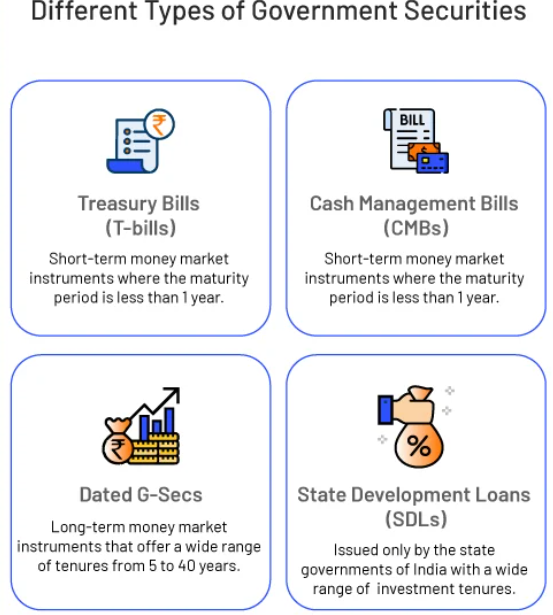 Different Types of Government Securities
₹
Treasury Bills
(T-bills)
Short-term money market
instruments where the maturity
period is less than 1 year.
BILL
$
Cash Management Bills
(CMBs)
Short-term money market
instruments where the maturity
period is less than 1 year.
₹
Dated G-Secs
Long-term money market
instruments that offer a wide range
of tenures from 5 to 40 years.
%
State Development Loans
(SDLs)
Issued only by the state
governments of India with a wide
range of investment tenures.